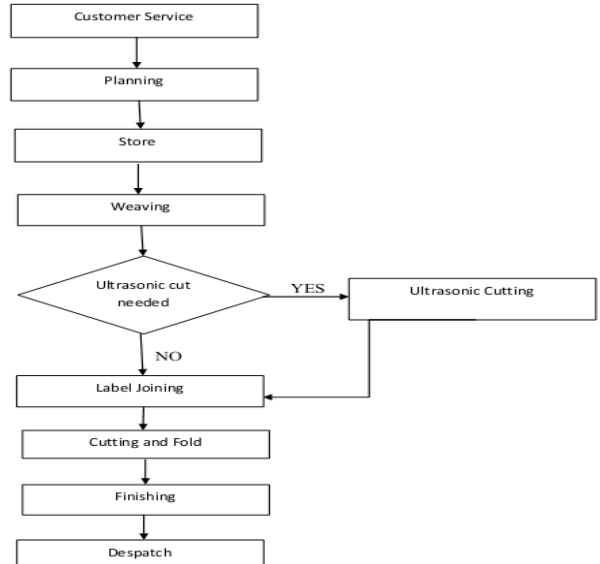 Customer Service
Planning
Store
Weaving
Ultrasonic cut
needed
YES
Ultrasonic Cutting
NO
Label Joining
Cutting and Fold
Finishing
Despatch